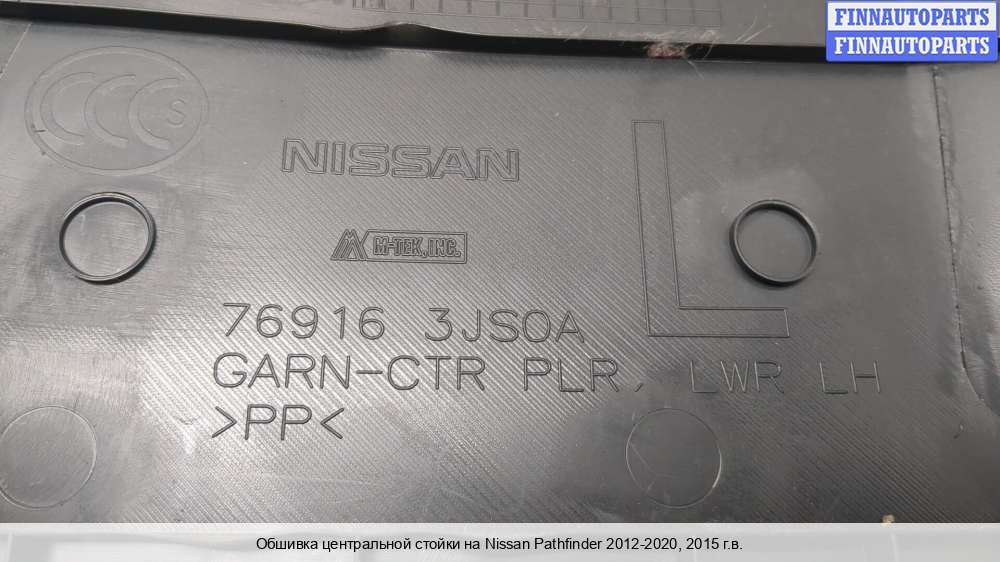 FINNAUTOPARTS
FINNAUTOPARTS
CCC S
NISSAN
M-TEK, INC.
L
76916 3JS0A
GARN-CTR PLR, LWR LH
>PP<
Обшивка центральной стойки на Nissan Pathfinder 2012-2020, 2015 г.в.